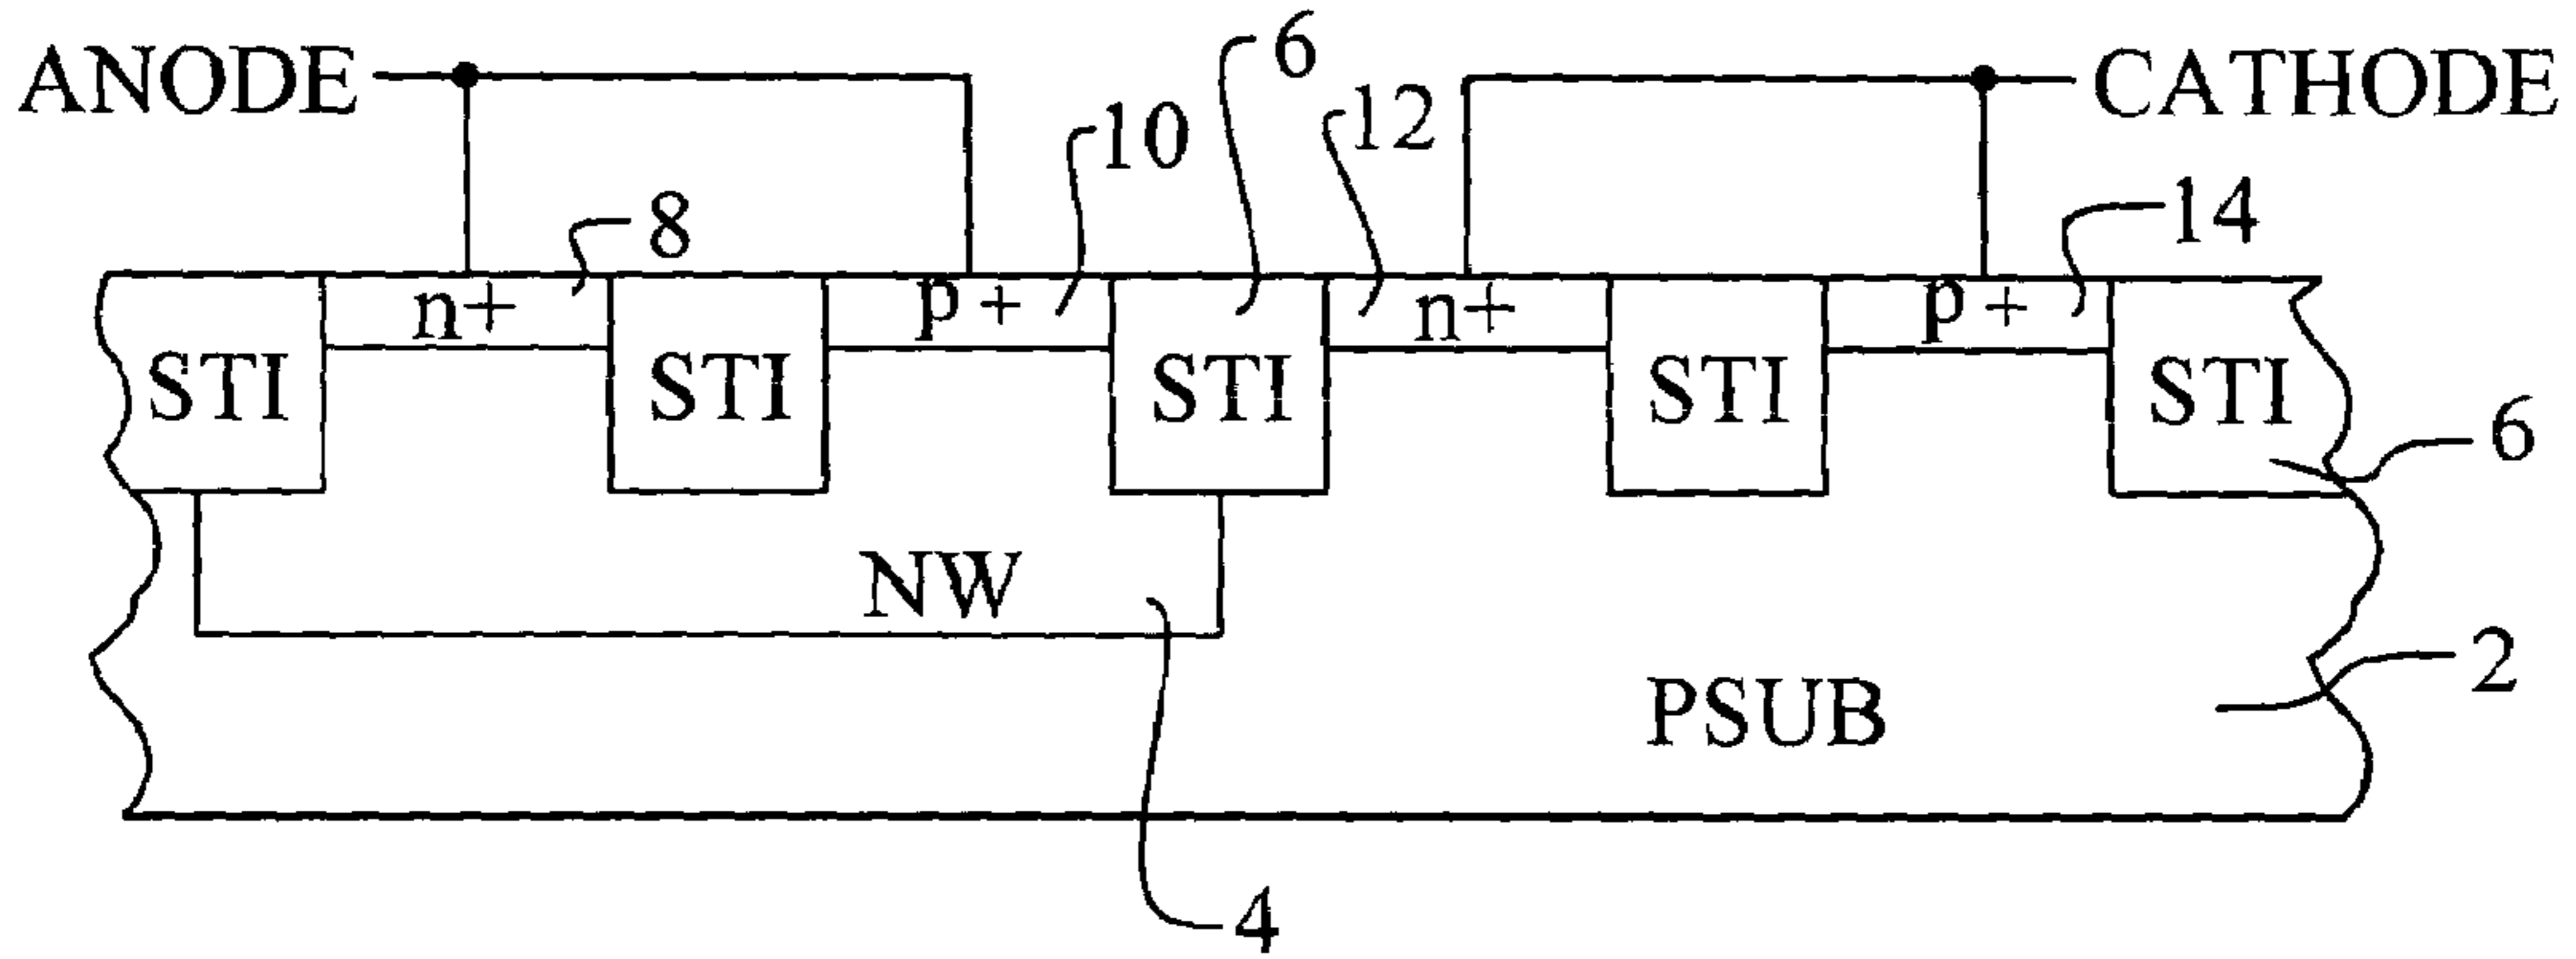 ANODE 6 CATHODE
10 12
8 14
n+ p+ n+ p+
STI STI STI STI STI
6
NW
2
PSUB
4